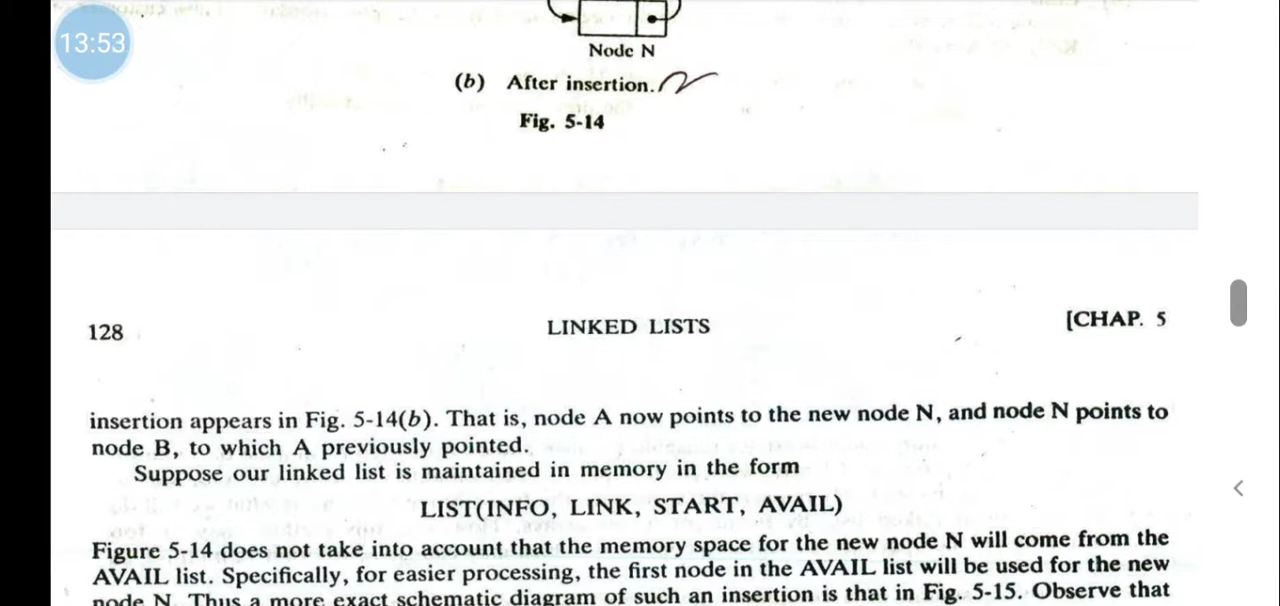 13:53
Node N
(b) After insertion.
Fig. 5-14
128 LINKED LISTS [CHAP. 5
insertion appears in Fig. 5-14(b). That is, node A now points to the new node N, and node N points to
node B, to which A previously pointed.
Suppose our linked list is maintained in memory in the form
LIST(INFO, LINK, START, AVAIL)
Figure 5-14 does not take into account that the memory space for the new node N will come from the
AVAIL list. Specifically, for easier processing, the first node in the AVAIL list will be used for the new
node N. Thus a more exact schematic diagram of such an insertion is that in Fig. 5-15. Observe that